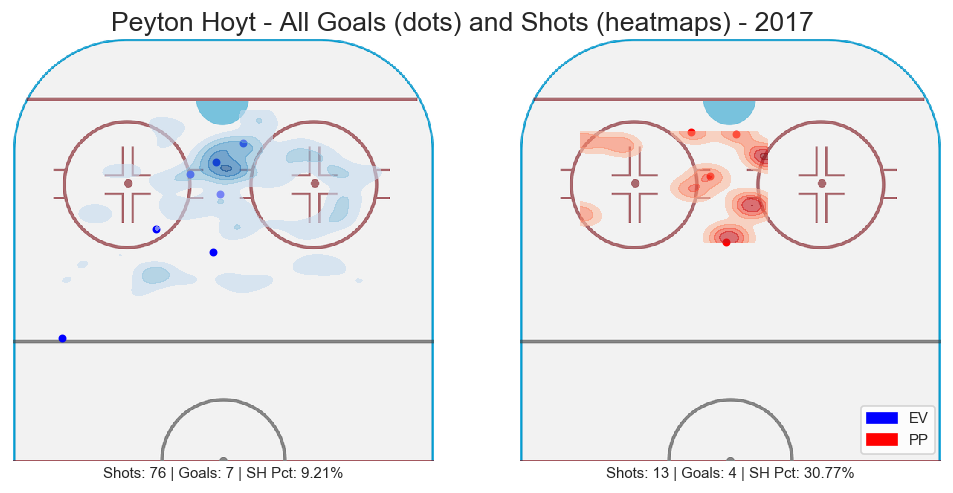 Peyton Hoyt - All Goals (dots) and Shots (heatmaps) - 2017
EV
PP
Shots: 76 | Goals: 7 | SH Pct: 9.21%
Shots: 13 | Goals: 4 | SH Pct: 30.77%